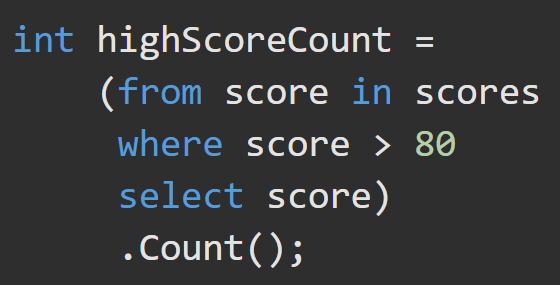 int highScoreCount =
(from score in scores
where score > 80
select score)
.Count();